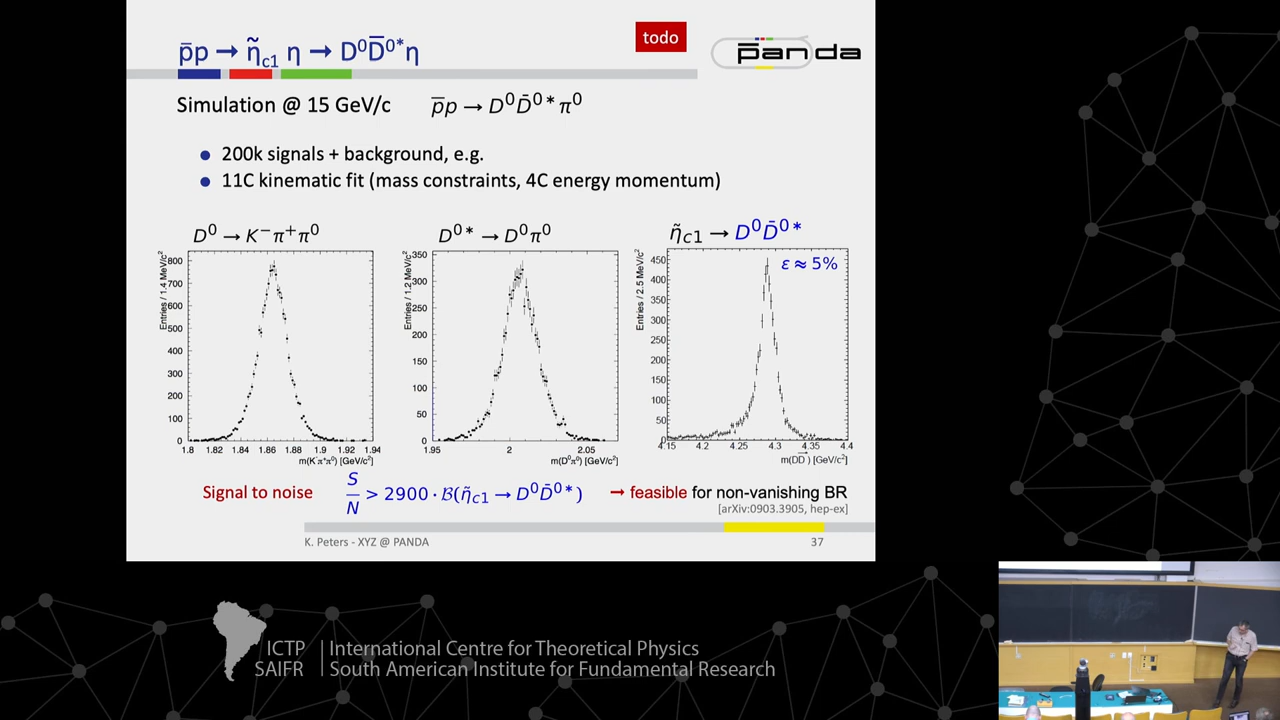 p̄p → η̃c1 η → D⁰D̄⁰*η
todo
p̄anda
Simulation @ 15 GeV/c p̄p → D⁰D̄⁰*π⁰
200k signals + background, e.g.
11C kinematic fit (mass constraints, 4C energy momentum)
D⁰ → K⁻π⁺π⁰
Entries / 1.4 MeV/c²
800
700
600
500
400
300
200
100
0
1.8 1.82 1.84 1.86 1.88 1.9 1.92 1.94
m(K⁻π⁺π⁰) [GeV/c²]
D⁰* → D⁰π⁰
Entries / 1.2 MeV/c²
350
300
250
200
150
100
50
0
1.95 2 2.05
m(D⁰π⁰) [GeV/c²]
η̃c1 → D⁰D̄⁰*
ε ≈ 5%
Entries / 2.5 MeV/c²
450
400
350
300
250
200
150
100
50
0
4.15 4.2 4.25 4.3 4.35 4.4
m(DD̄*) [GeV/c²]
Signal to noise S/N > 2900 · ℬ(η̃c1 → D⁰D̄⁰*) → feasible for non-vanishing BR
[arXiv:0903.3905, hep-ex]
K. Peters - XYZ @ PANDA 37
ICTP | International Centre for Theoretical Physics
SAIFR | South American Institute for Fundamental Research